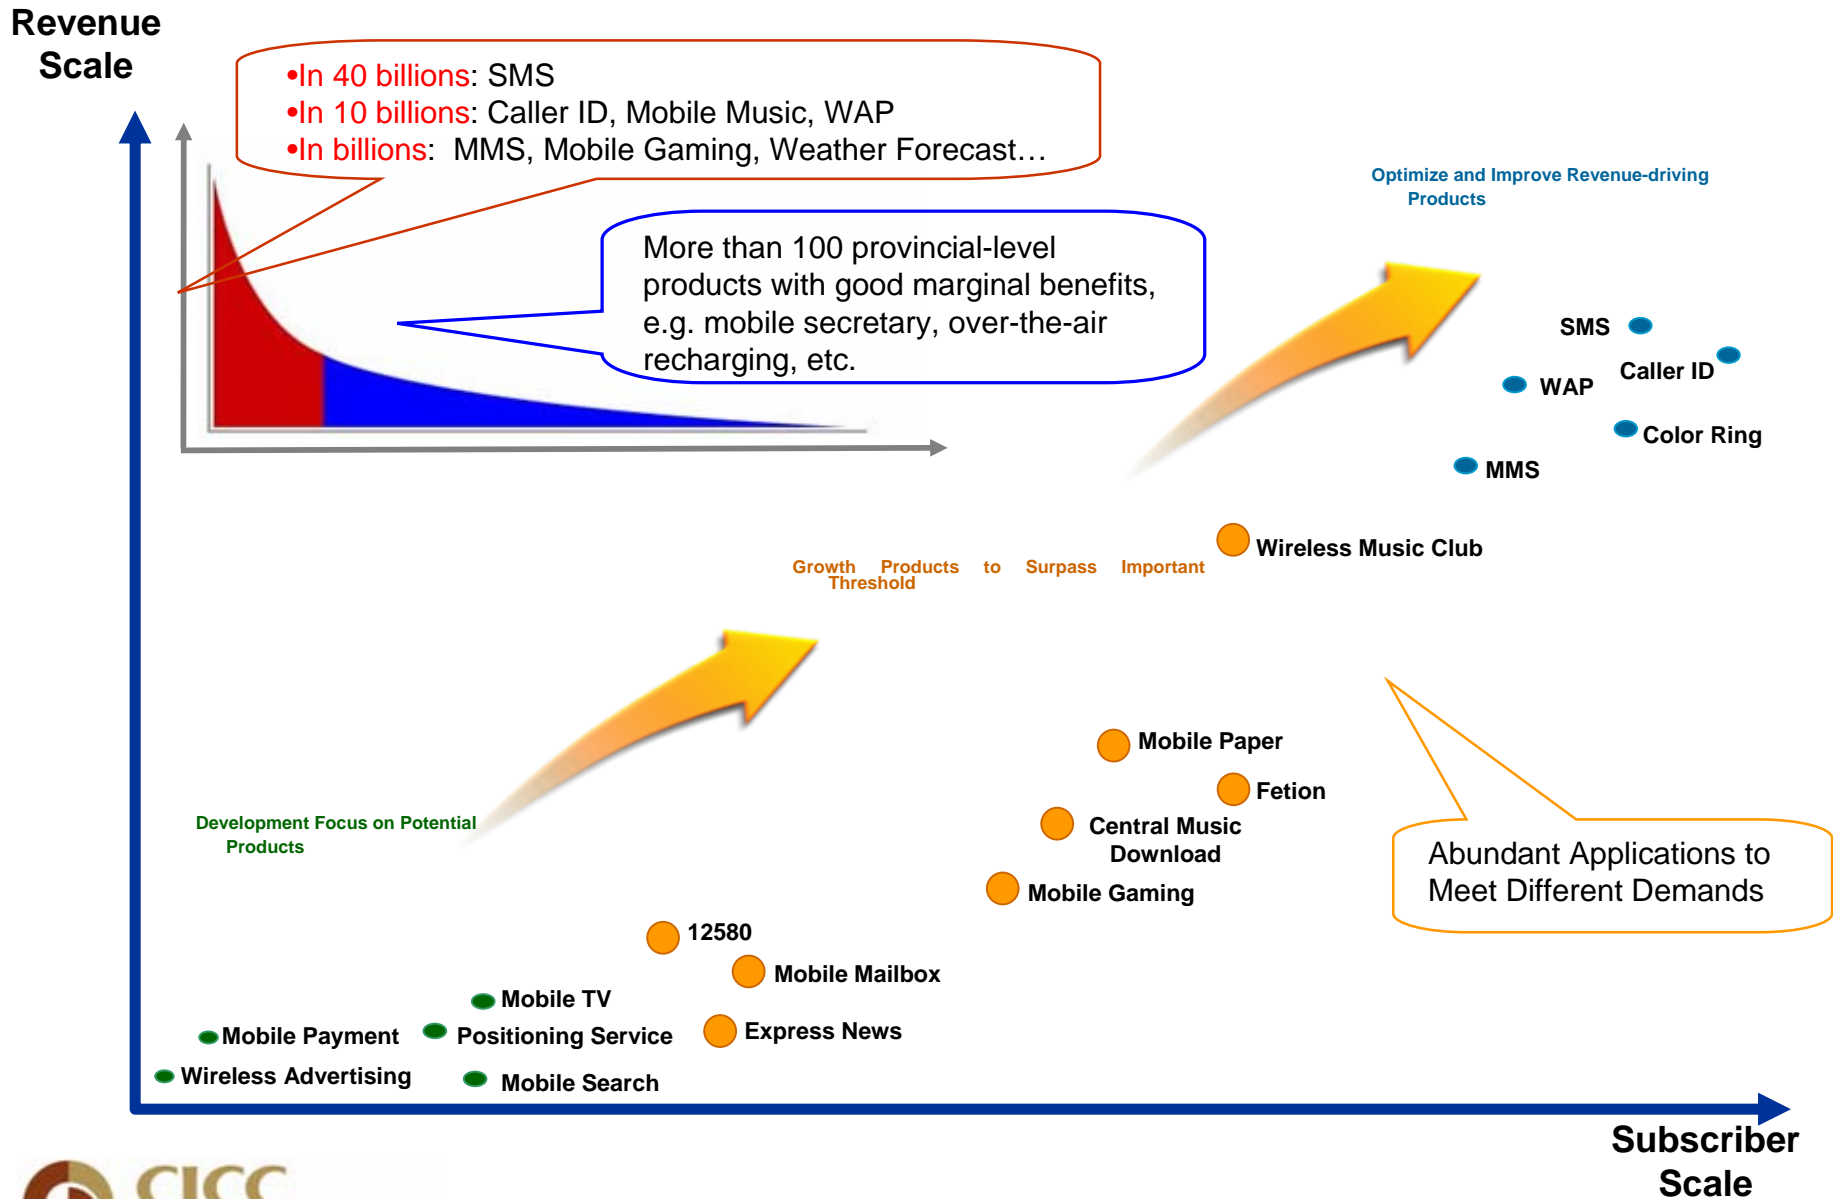 Revenue
Scale
•In 40 billions: SMS
•In 10 billions: Caller ID, Mobile Music, WAP
•In billions: MMS, Mobile Gaming, Weather Forecast…
Optimize and Improve Revenue-driving
Products
More than 100 provincial-level
products with good marginal benefits,
e.g. mobile secretary, over-the-air
recharging, etc.
SMS
Caller ID
WAP
Color Ring
MMS
Wireless Music Club
Growth Products to Surpass Important
Threshold
Mobile Paper
Fetion
Central Music
Download
Mobile Gaming
Development Focus on Potential
Products
Abundant Applications to
Meet Different Demands
12580
Mobile Mailbox
Mobile TV
Express News
Mobile Payment
Positioning Service
Wireless Advertising
Mobile Search
Subscriber
Scale
CICC